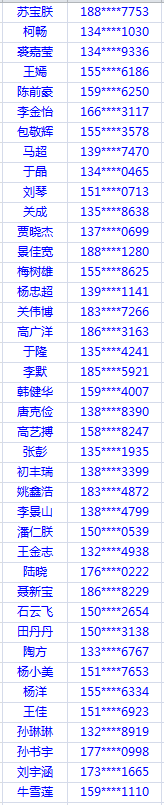 苏宝朕 188****7753
柯畅 134****1030
裘嘉莹 134****9336
王嫣 155****6186
陈前豪 159****6250
李金怡 166****3117
包敬辉 155****3578
马超 139****7470
于晶 134****0465
刘琴 151****0713
关成 135****8638
贾晓杰 137****0699
景佳宽 188****1280
梅树雄 155****8625
杨忠超 139****1141
关伟博 183****7266
高广洋 186****3163
于隆 135****4241
李默 185****5921
韩健华 159****4007
唐克俭 138****8390
高艺搏 158****8247
张彭 135****1935
初丰瑞 138****3399
姚鑫浩 183****4872
李景山 138****4799
潘仁朕 150****0539
王金志 132****4938
陆晓 176****0222
聂新宝 186****8229
石云飞 150****2654
田丹丹 150****3138
陶方 133****6767
杨小美 151****7653
杨洋 155****6334
王佳 151****6923
孙琳琳 132****8919
孙书宇 177****0998
刘宇涵 173****1665
牛雪莲 159****1110